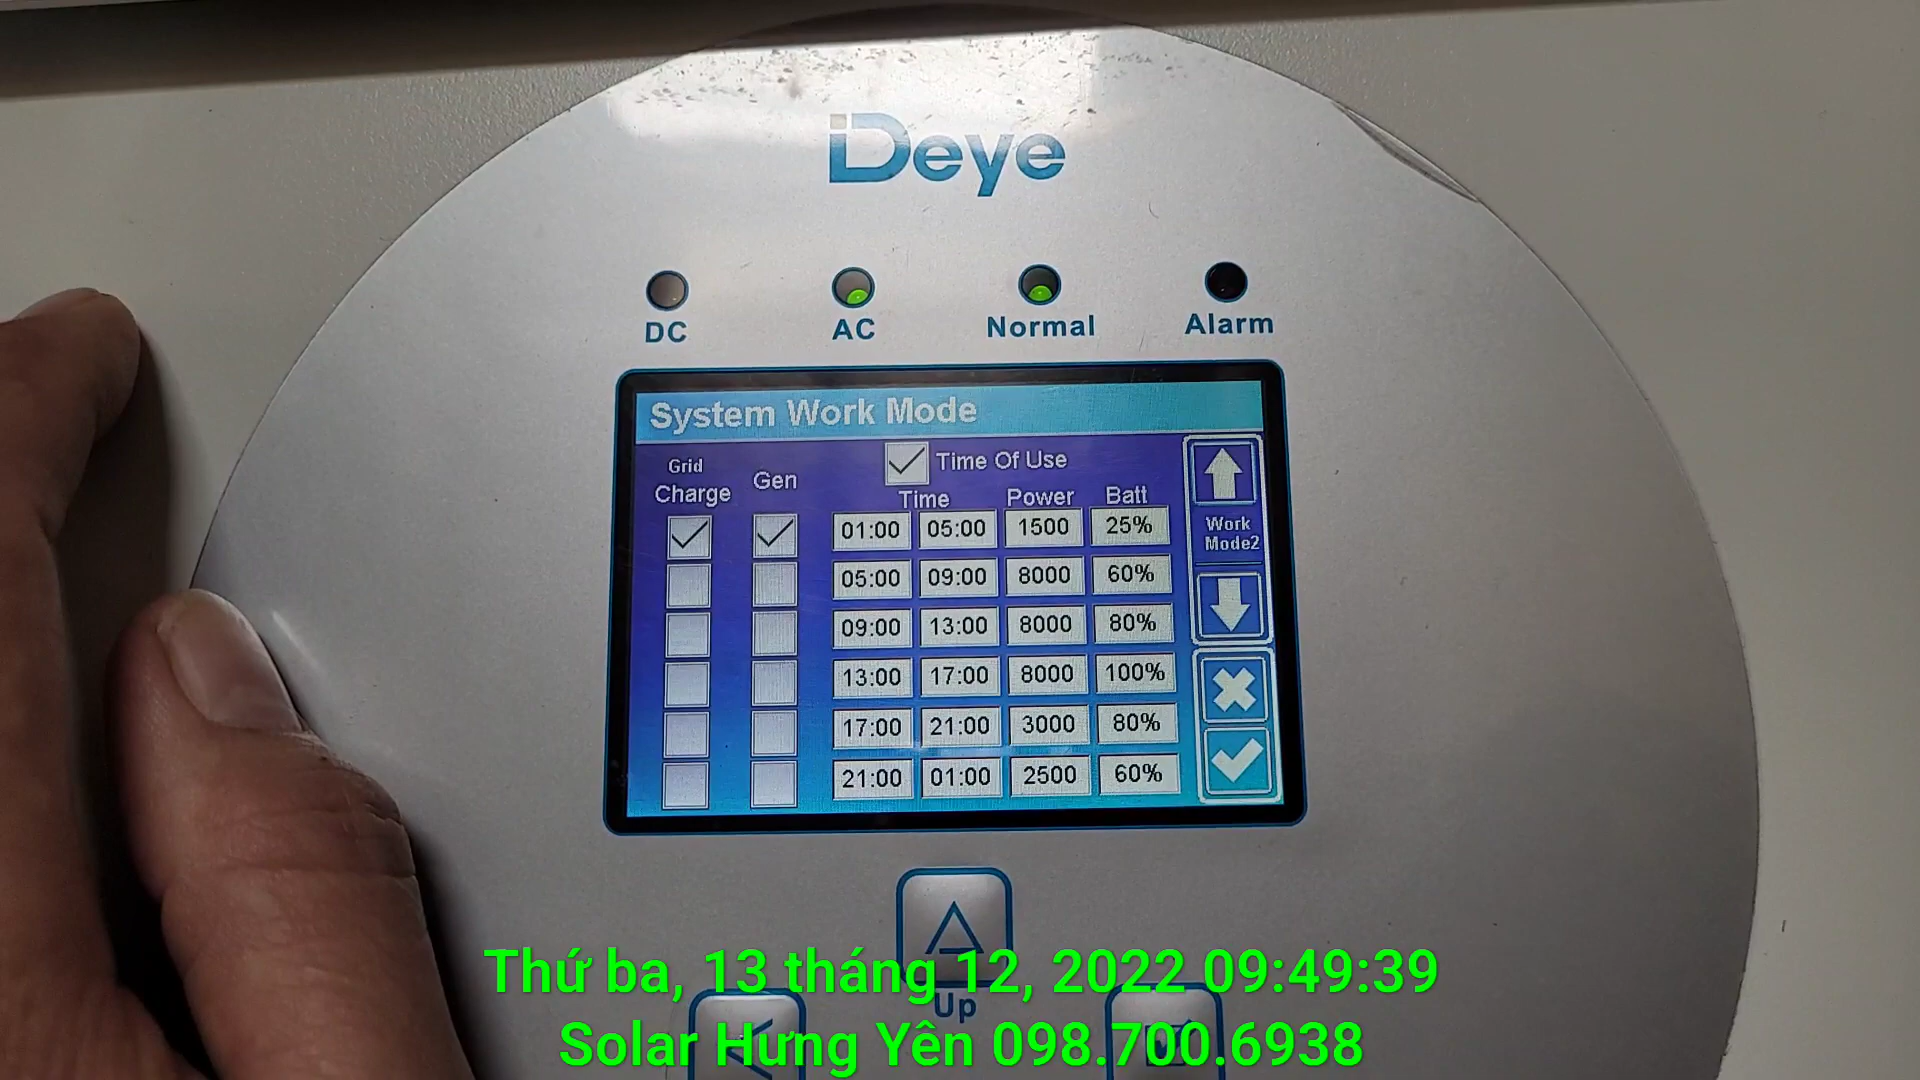 Deye
DC AC Normal Alarm
System Work Mode
Time Of Use
Grid Charge Gen Time Power Batt
01:00 05:00 1500 25%
05:00 09:00 8000 60%
09:00 13:00 8000 80%
13:00 17:00 8000 100%
17:00 21:00 3000 80%
21:00 01:00 2500 60%
Work
Mode2
Thứ ba, 13 tháng 12, 2022 09:49:39
Up
Solar Hưng Yên 098.700.6938